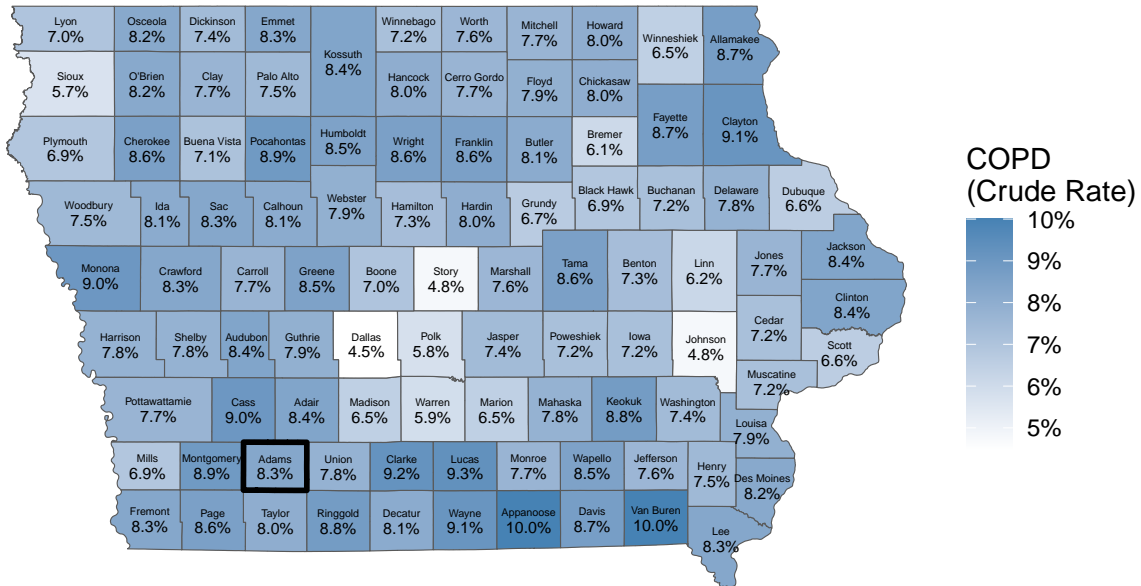 Lyon
7.0%
Osceola
8.2%
Dickinson
7.4%
Emmet
8.3%
Kossuth
8.4%
Winnebago
7.2%
Worth
7.6%
Mitchell
7.7%
Howard
8.0%
Winneshiek
6.5%
Allamakee
8.7%
Sioux
5.7%
O'Brien
8.2%
Clay
7.7%
Palo Alto
7.5%
Hancock
8.0%
Cerro Gordo
7.7%
Floyd
7.9%
Chickasaw
8.0%
Fayette
8.7%
Clayton
9.1%
Plymouth
6.9%
Cherokee
8.6%
Buena Vista
7.1%
Pocahontas
8.9%
Humboldt
8.5%
Wright
8.6%
Franklin
8.6%
Butler
8.1%
Bremer
6.1%
Woodbury
7.5%
Ida
8.1%
Sac
8.3%
Calhoun
8.1%
Webster
7.9%
Hamilton
7.3%
Hardin
8.0%
Grundy
6.7%
Black Hawk
6.9%
Buchanan
7.2%
Delaware
7.8%
Dubuque
6.6%
Monona
9.0%
Crawford
8.3%
Carroll
7.7%
Greene
8.5%
Boone
7.0%
Story
4.8%
Marshall
7.6%
Tama
8.6%
Benton
7.3%
Linn
6.2%
Jones
7.7%
Jackson
8.4%
Clinton
8.4%
Harrison
7.8%
Shelby
7.8%
Audubon
8.4%
Guthrie
7.9%
Dallas
4.5%
Polk
5.8%
Jasper
7.4%
Poweshiek
7.2%
Iowa
7.2%
Johnson
4.8%
Cedar
7.2%
Scott
6.6%
Muscatine
7.2%
Pottawattamie
7.7%
Cass
9.0%
Adair
8.4%
Madison
6.5%
Warren
5.9%
Marion
6.5%
Mahaska
7.8%
Keokuk
8.8%
Washington
7.4%
Louisa
7.9%
Mills
6.9%
Montgomery
8.9%
Adams
8.3%
Union
7.8%
Clarke
9.2%
Lucas
9.3%
Monroe
7.7%
Wapello
8.5%
Jefferson
7.6%
Henry
7.5%
Des Moines
8.2%
Fremont
8.3%
Page
8.6%
Taylor
8.0%
Ringgold
8.8%
Decatur
8.1%
Wayne
9.1%
Appanoose
10.0%
Davis
8.7%
Van Buren
10.0%
Lee
8.3%
COPD
(Crude Rate)
10%
9%
8%
7%
6%
5%